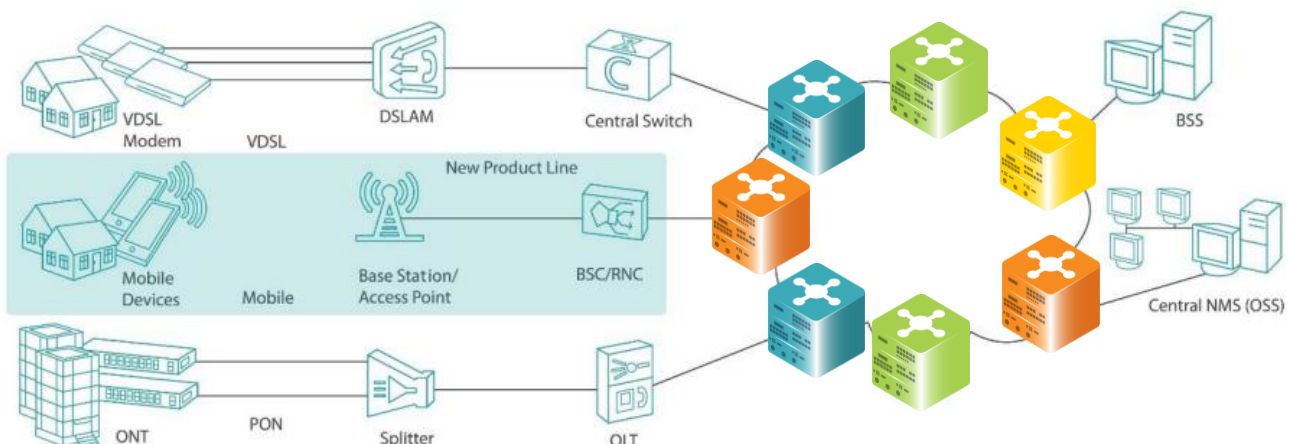 VDSL
Modem
VDSL
DSLAM
Central Switch
BSS
New Product Line
Mobile
Devices
Mobile
Base Station/
Access Point
BSC/RNC
Central NMS (OSS)
ONT
PON
Splitter
OLT
X
C